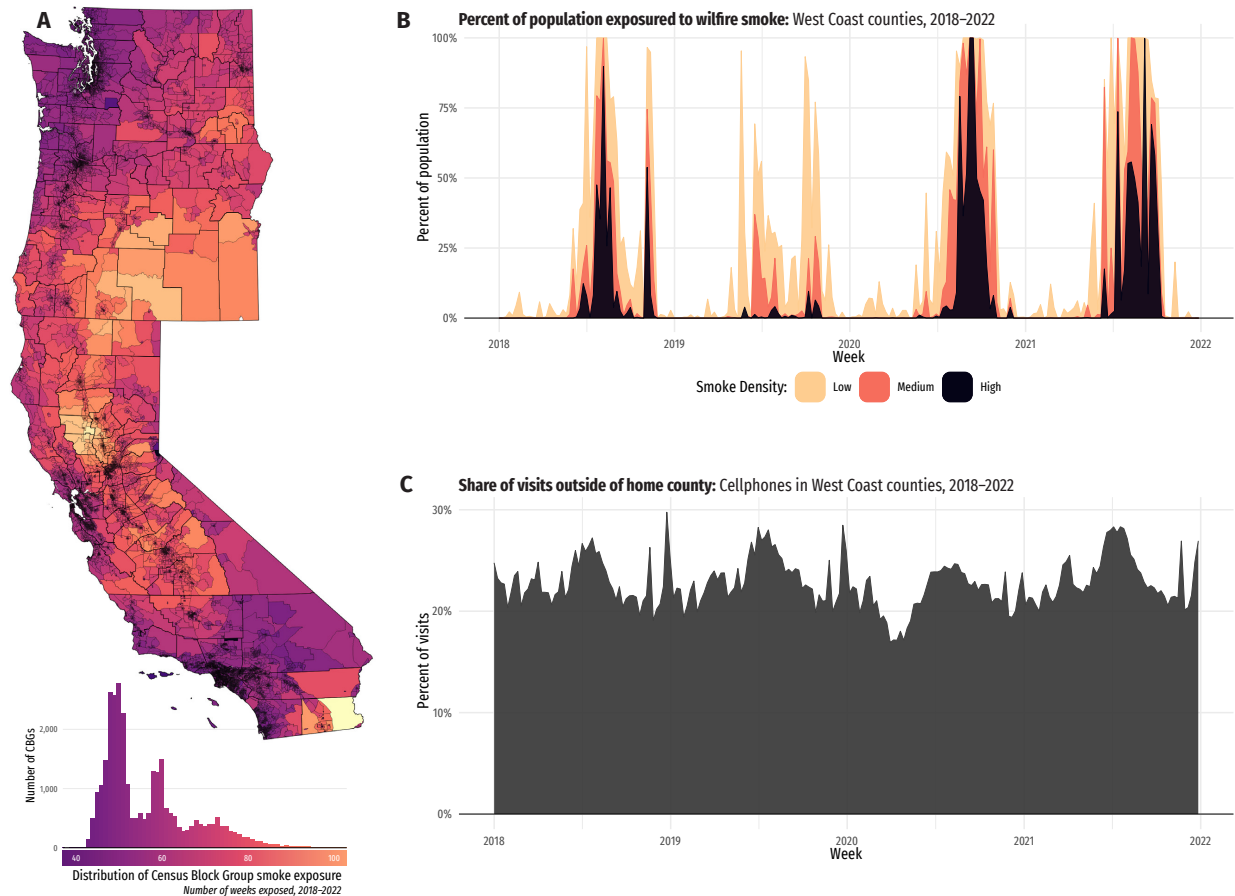 A
2,000
1,000
0
Number of CBGs
40 60 80 100
Distribution of Census Block Group smoke exposure
Number of weeks exposed, 2018–2022
B
Percent of population exposured to wilfire smoke: West Coast counties, 2018–2022
100%
75%
50%
25%
0%
Percent of population
2018 2019 2020 2021 2022
Week
Smoke Density: Low Medium High
C
Share of visits outside of home county: Cellphones in West Coast counties, 2018–2022
30%
20%
10%
0%
Percent of visits
2018 2019 2020 2021 2022
Week